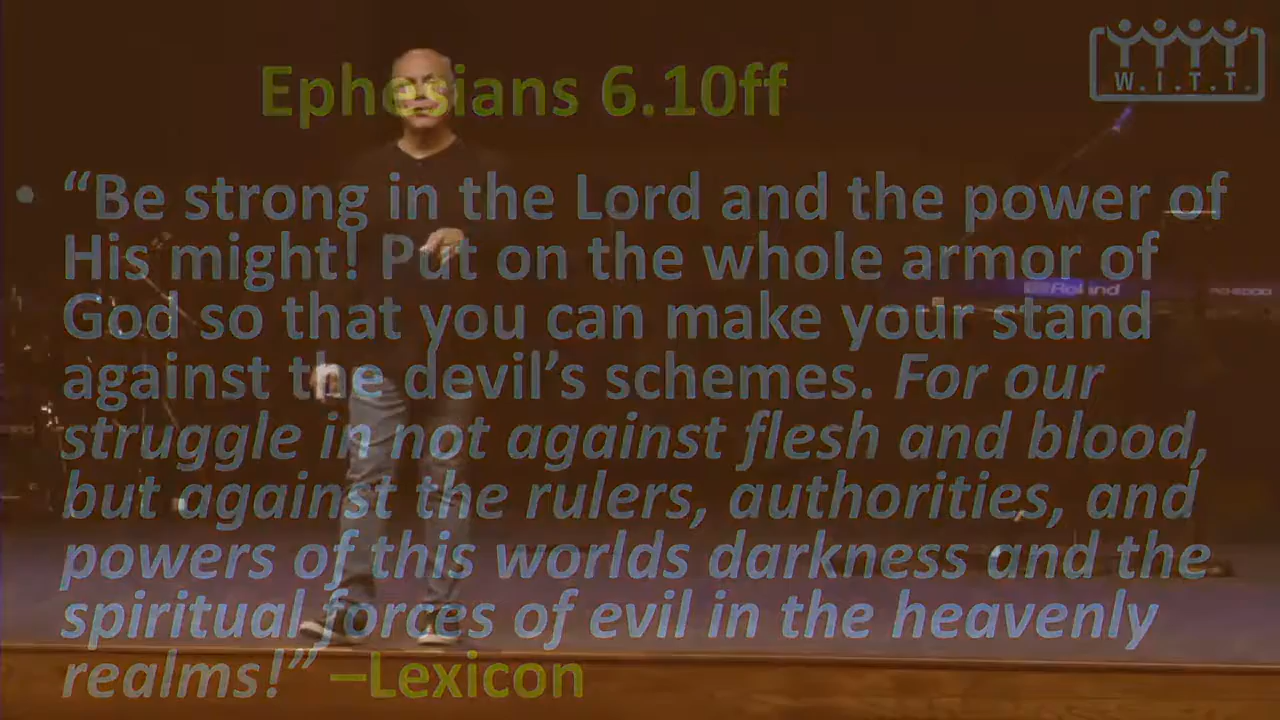 Ephesians 6.10ff
W.I.T.T.
• “Be strong in the Lord and the power of
His might! Put on the whole armor of
God so that you can make your stand
against the devil’s schemes. For our
struggle in not against flesh and blood,
but against the rulers, authorities, and
powers of this worlds darkness and the
spiritual forces of evil in the heavenly
realms!” –Lexicon
Roland